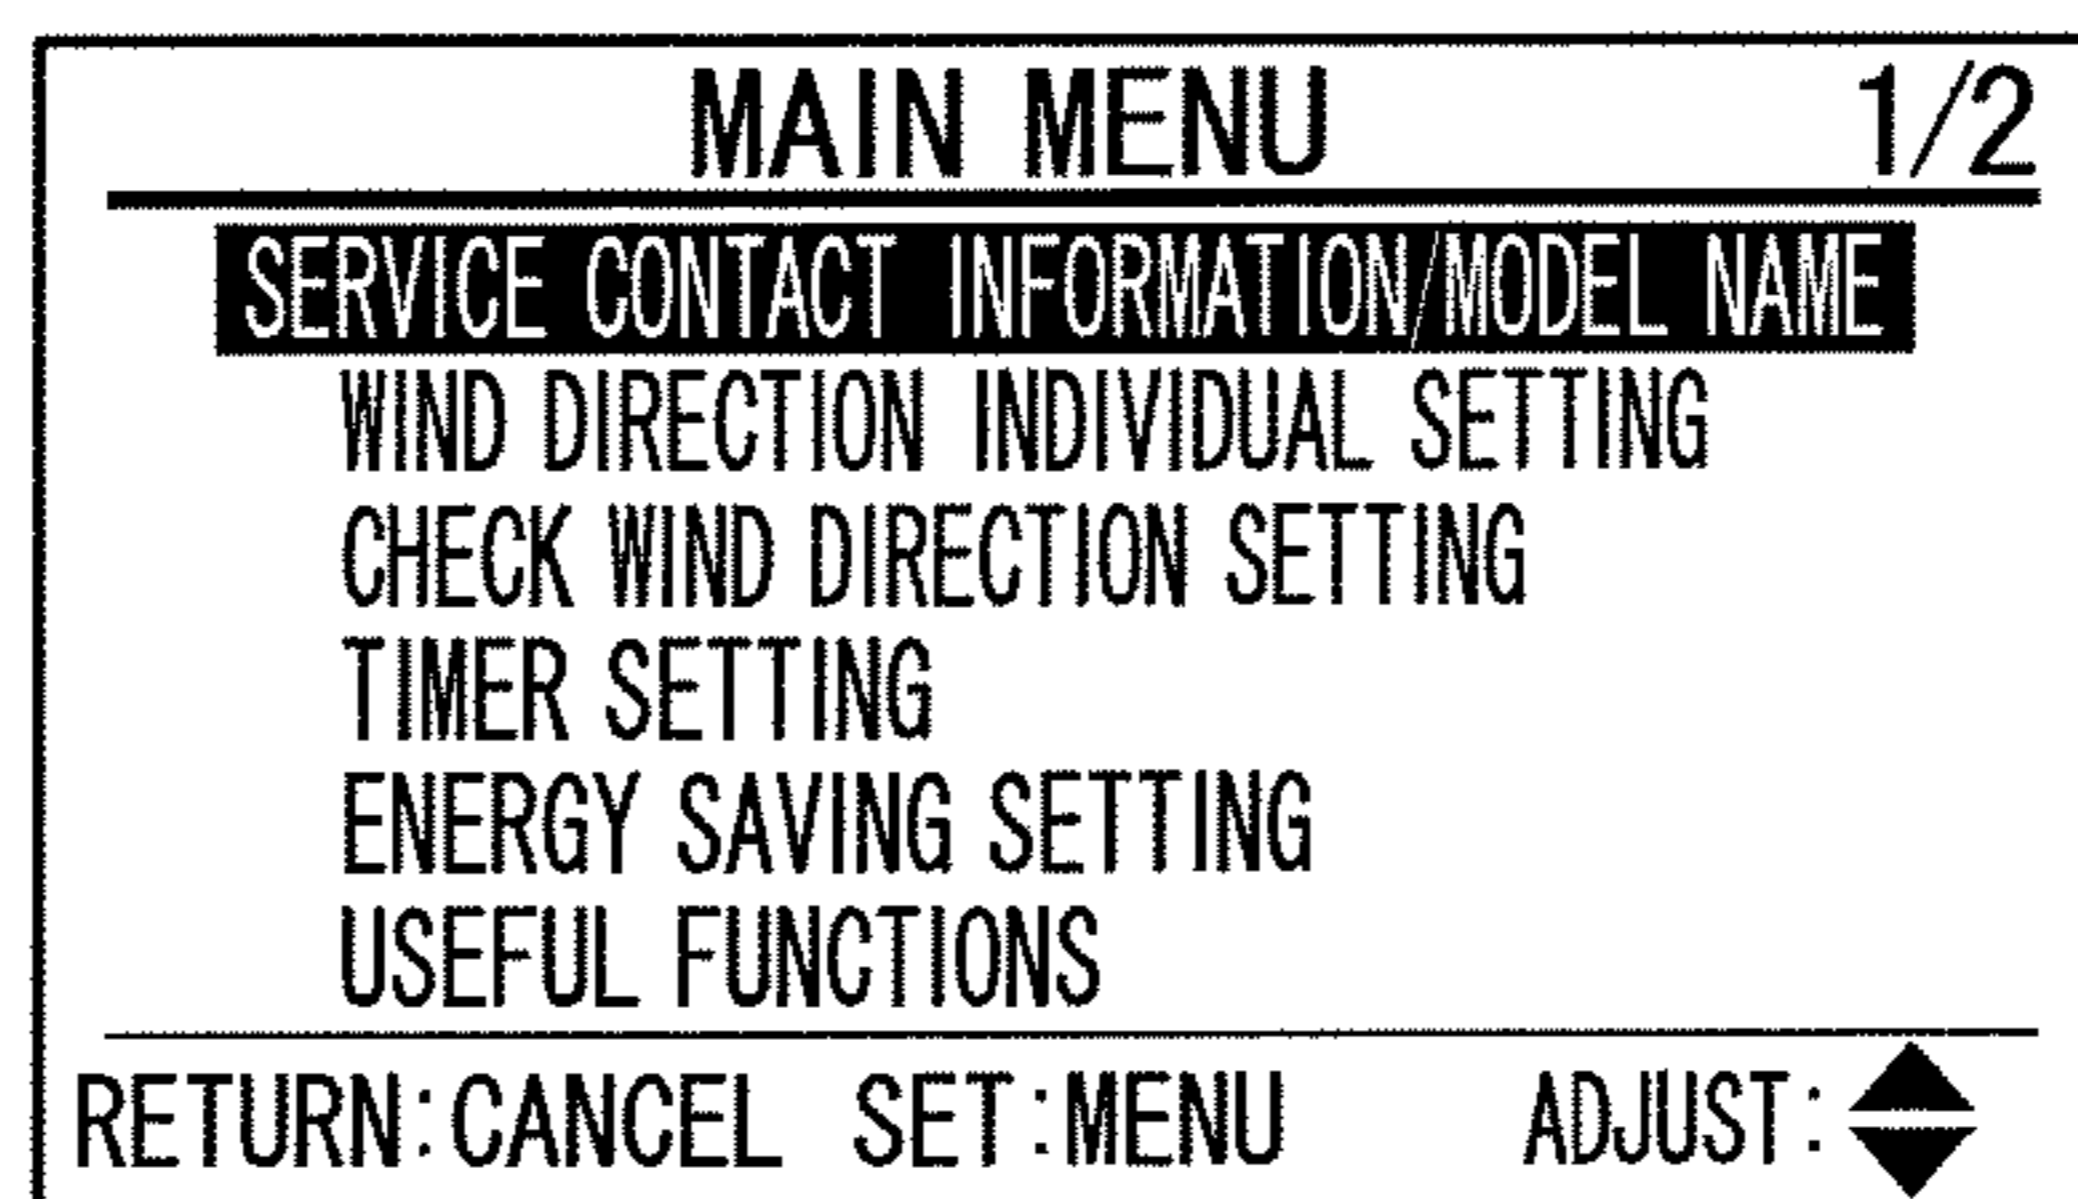 MAIN MENU 1/2
SERVICE CONTACT INFORMATION/MODEL NAME
WIND DIRECTION INDIVIDUAL SETTING
CHECK WIND DIRECTION SETTING
TIMER SETTING
ENERGY SAVING SETTING
USEFUL FUNCTIONS
RETURN:CANCEL SET:MENU ADJUST: